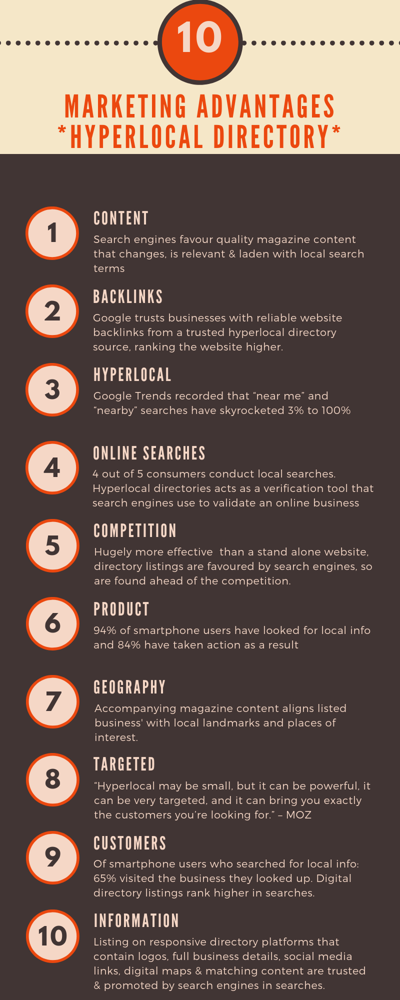 10
MARKETING ADVANTAGES
*HYPERLOCAL DIRECTORY*
1
CONTENT
Search engines favour quality magazine content
that changes, is relevant & laden with local search
terms
2
BACKLINKS
Google trusts businesses with reliable website
backlinks from a trusted hyperlocal directory
source, ranking the website higher.
3
HYPERLOCAL
Google Trends recorded that “near me” and
“nearby” searches have skyrocketed 3% to 100%
4
ONLINE SEARCHES
4 out of 5 consumers conduct local searches.
Hyperlocal directories acts as a verification tool that
search engines use to validate an online business
5
COMPETITION
Hugely more effective  than a stand alone website,
directory listings are favoured by search engines, so
are found ahead of the competition.
6
PRODUCT
94% of smartphone users have looked for local info
and 84% have taken action as a result
7
GEOGRAPHY
Accompanying magazine content aligns listed
business' with local landmarks and places of
interest.
8
TARGETED
“Hyperlocal may be small, but it can be powerful, it
can be very targeted, and it can bring you exactly
the customers you’re looking for.” – MOZ
9
CUSTOMERS
Of smartphone users who searched for local info:
65% visited the business they looked up. Digital
directory listings rank higher in searches.
10
INFORMATION
Listing on responsive directory platforms that
contain logos, full business details, social media
links, digital maps & matching content are trusted
& promoted by search engines in searches.